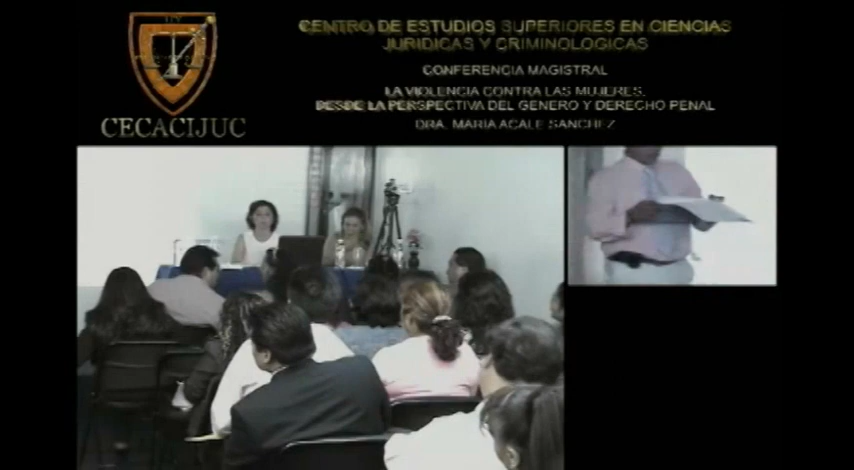 CENTRO DE ESTUDIOS SUPERIORES EN CIENCIAS
JURIDICAS Y CRIMINOLOGICAS
CONFERENCIA MAGISTRAL
LA VIOLENCIA CONTRA LAS MUJERES.
DESDE LA PERSPECTIVA DEL GENERO Y DERECHO PENAL
DRA. MARIA ACALE SANCHEZ
CECACIJUC